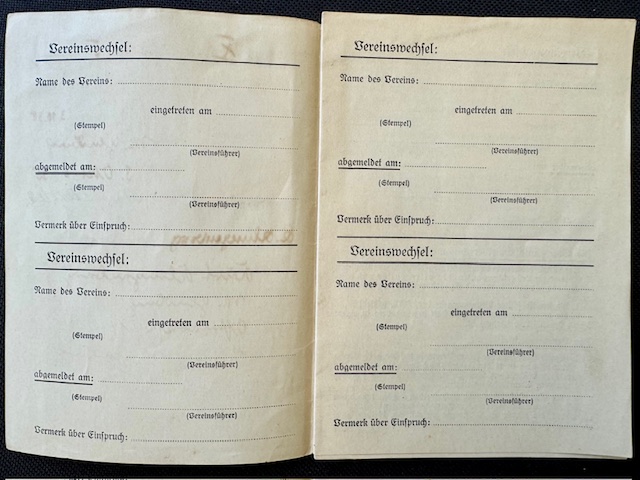 Vereinswechsel:
Name des Vereins:
eingetreten am
(Stempel)
(Vereinsführer)
abgemeldet am:
(Stempel)
(Vereinsführer)
Vermerk über Einspruch:
Vereinswechsel:
Name des Vereins:
eingetreten am
(Stempel)
(Vereinsführer)
abgemeldet am:
(Stempel)
(Vereinsführer)
Vermerk über Einspruch:
Vereinswechsel:
Name des Vereins:
eingetreten am
(Stempel)
(Vereinsführer)
abgemeldet am:
(Stempel)
(Vereinsführer)
Vermerk über Einspruch:
Vereinswechsel:
Name des Vereins:
eingetreten am
(Stempel)
(Vereinsführer)
abgemeldet am:
(Stempel)
(Vereinsführer)
Vermerk über Einspruch: